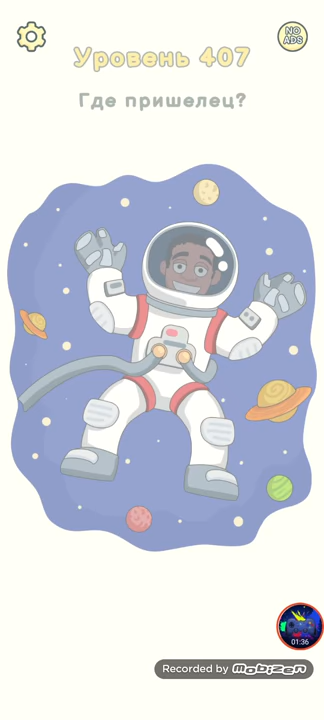 NO
ADS
Уровень 407
Где пришелец?
01:36
Recorded by mobizen